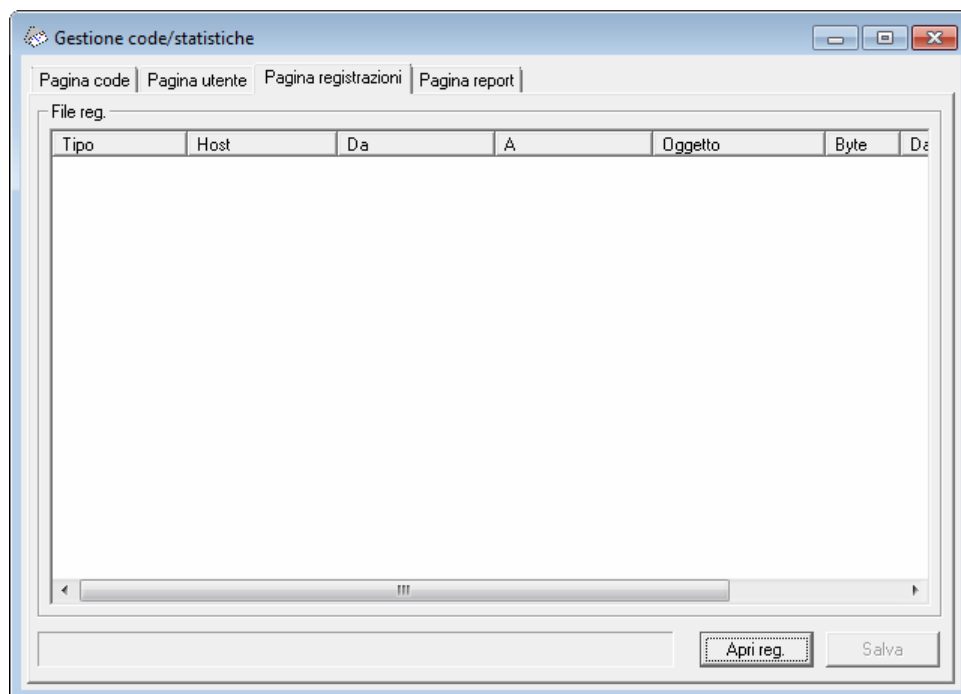 Gestione code/statistiche
Pagina code Pagina utente Pagina registrazioni Pagina report
File reg.
Tipo Host Da A Oggetto Byte Da
Apri reg. Salva